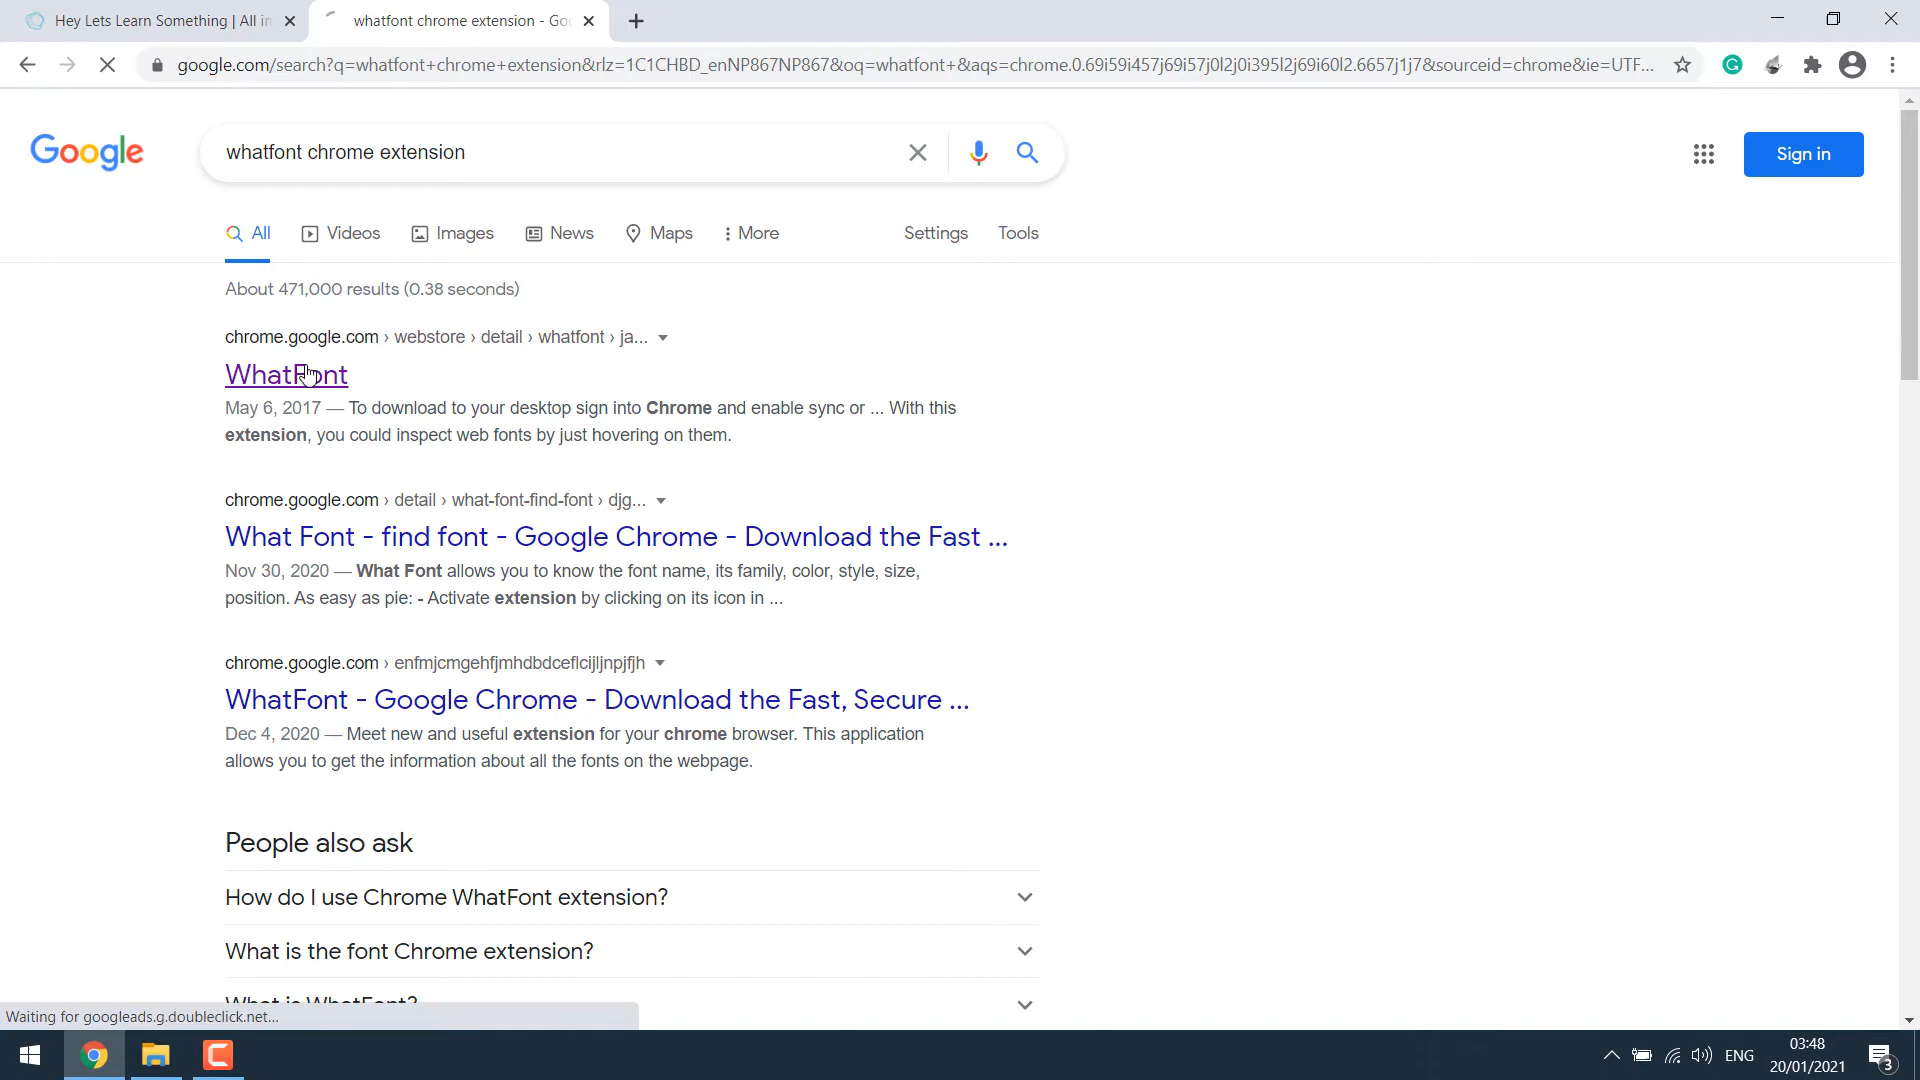 Hey Lets Learn Something | All in
whatfont chrome extension - Goo
google.com/search?q=whatfont+chrome+extension&rlz=1C1CHBD_enNP867NP867&oq=whatfont+&aqs=chrome.0.69i59i457j69i57j0l2j0i395l2j69i60l2.6657j1j7&sourceid=chrome&ie=UTF...
Google
whatfont chrome extension
Sign in
All
Videos
Images
News
Maps
More
Settings
Tools
About 471,000 results (0.38 seconds)
chrome.google.com › webstore › detail › whatfont › ja...
WhatFont
May 6, 2017 — To download to your desktop sign into Chrome and enable sync or ... With this
extension, you could inspect web fonts by just hovering on them.
chrome.google.com › detail › what-font-find-font › djg...
What Font - find font - Google Chrome - Download the Fast ...
Nov 30, 2020 — What Font allows you to know the font name, its family, color, style, size,
position. As easy as pie: - Activate extension by clicking on its icon in ...
chrome.google.com › enfmjcmgehfjmhdbdceflcijljnpjfjh
WhatFont - Google Chrome - Download the Fast, Secure ...
Dec 4, 2020 — Meet new and useful extension for your chrome browser. This application
allows you to get the information about all the fonts on the webpage.
People also ask
How do I use Chrome WhatFont extension?
What is the font Chrome extension?
What is WhatFont?
Waiting for googleads.g.doubleclick.net...
ENG
03:48
20/01/2021
3